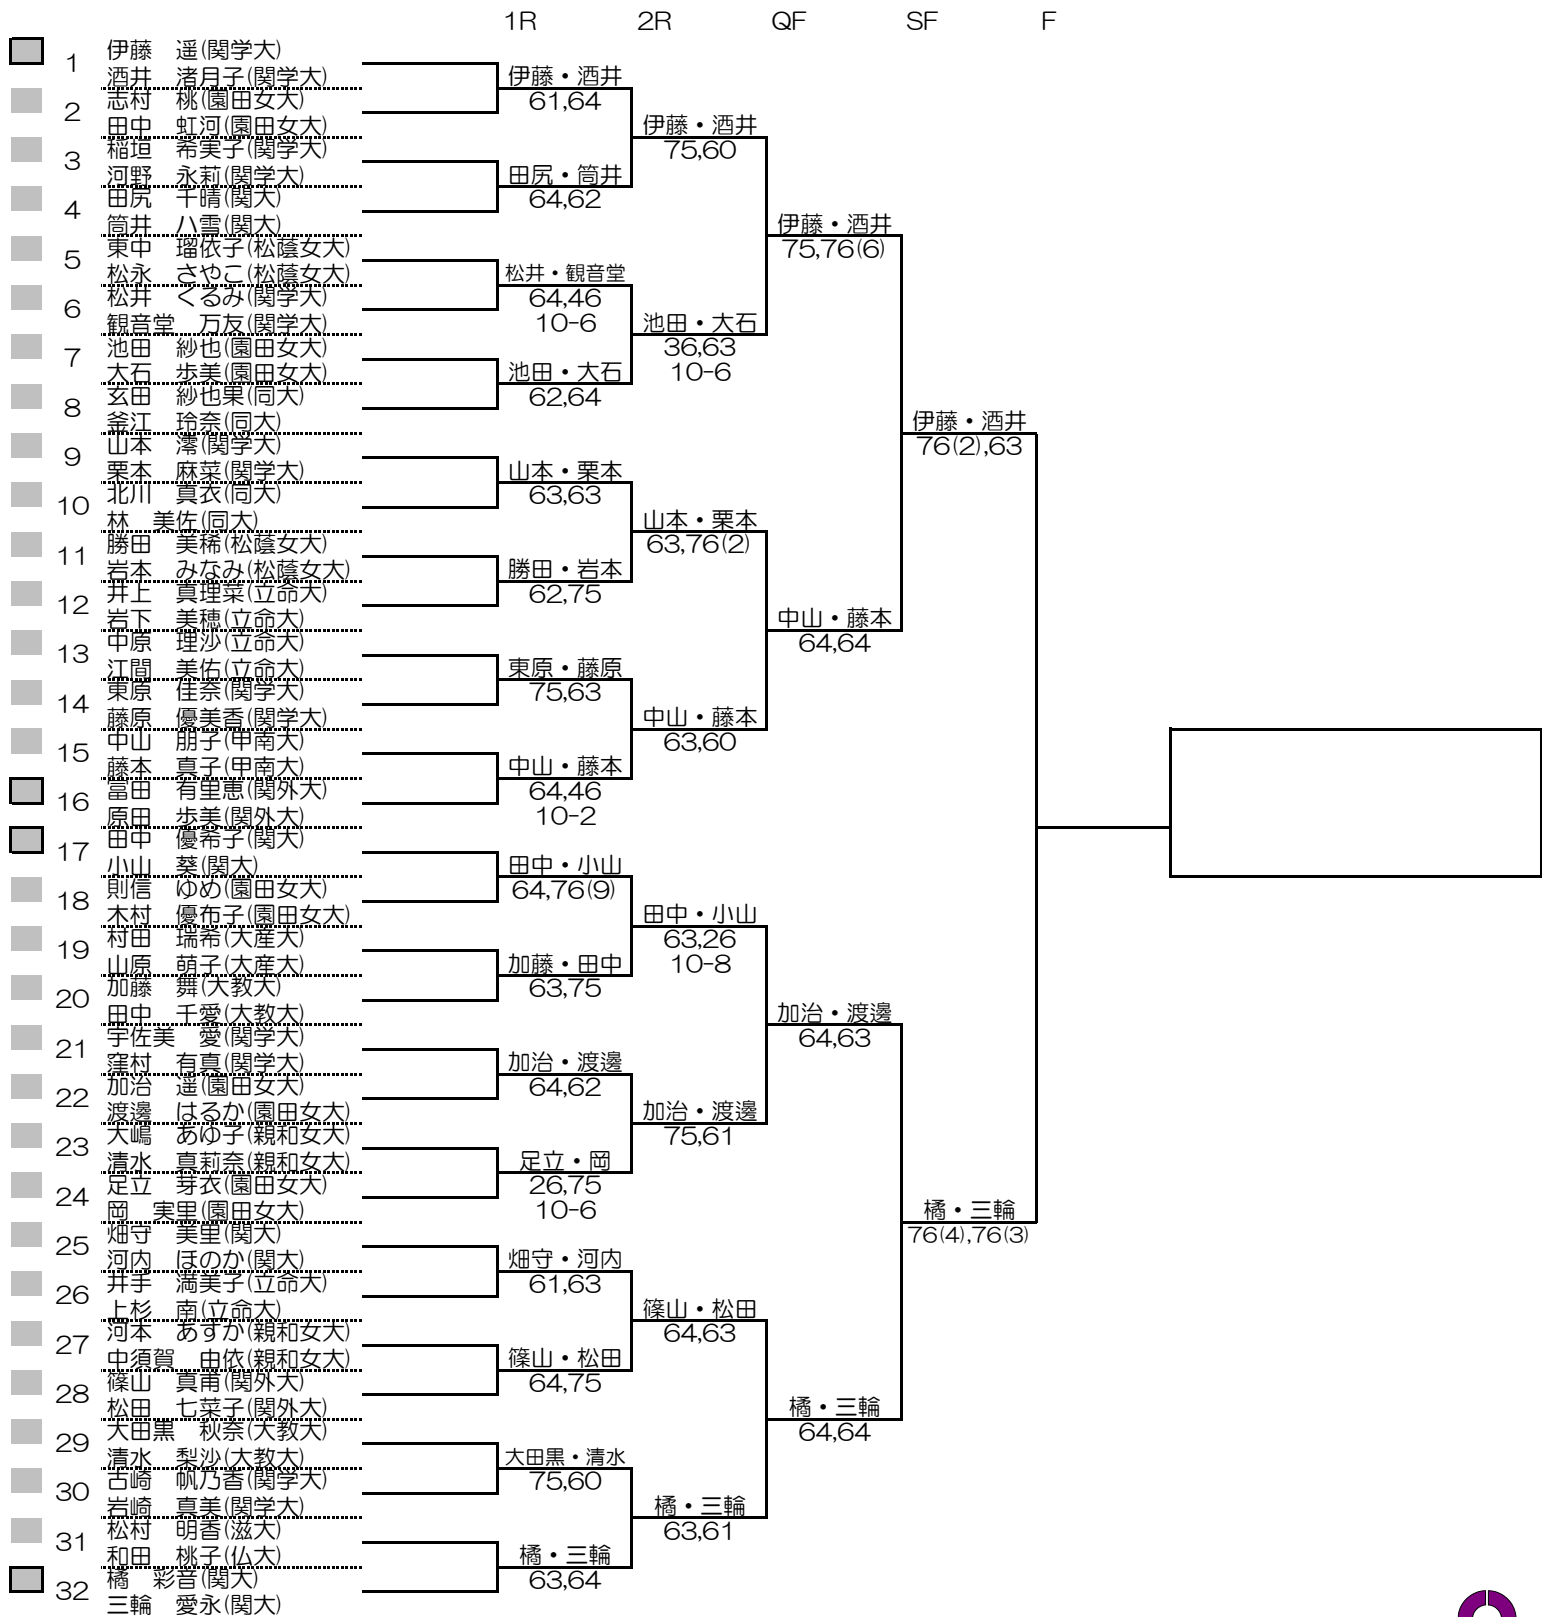 1R 2R QF SF F
1 伊藤 遥(関学大)
酒井 渚月子(関学大)
2 志村 桃(園田女大)
田中 虹河(園田女大)
3 稲垣 希実子(関学大)
河野 永莉(関学大)
4 田尻 千晴(関大)
筒井 八雪(関大)
5 東中 瑠依子(松蔭女大)
松永 さやこ(松蔭女大)
6 松井 くるみ(関学大)
観音堂 万友(関学大)
7 池田 紗也(園田女大)
大石 歩美(園田女大)
8 玄田 紗也果(同大)
釜江 玲奈(同大)
9 山本 澪(関学大)
栗本 麻菜(関学大)
10 北川 真衣(同大)
林 美佐(同大)
11 勝田 美稀(松蔭女大)
岩本 みなみ(松蔭女大)
12 井上 真理菜(立命大)
岩下 美穂(立命大)
13 中原 理沙(立命大)
江間 美佑(立命大)
14 東原 佳奈(関学大)
藤原 優美香(関学大)
15 中山 朋子(甲南大)
藤本 真子(甲南大)
16 冨田 有里恵(関外大)
原田 歩美(関外大)
17 田中 優希子(関大)
小山 葵(関大)
18 則信 ゆめ(園田女大)
木村 優布子(園田女大)
19 村田 瑞希(大産大)
山原 萌子(大産大)
20 加藤 舞(大教大)
田中 千愛(大教大)
21 宇佐美 愛(関学大)
窪村 有真(関学大)
22 加治 遥(園田女大)
渡邊 はるか(園田女大)
23 大嶋 あゆ子(親和女大)
清水 真莉奈(親和女大)
24 足立 芽衣(園田女大)
岡 実里(園田女大)
25 畑守 美里(関大)
河内 ほのか(関大)
26 井手 満美子(立命大)
上杉 南(立命大)
27 河本 あすか(親和女大)
中須賀 由依(親和女大)
28 篠山 真甫(関外大)
松田 七菜子(関外大)
29 大田黒 秋奈(大教大)
清水 梨沙(大教大)
30 古崎 帆乃香(関学大)
岩崎 真美(関学大)
31 松村 明香(滋大)
和田 桃子(仏大)
32 橘 彩音(関大)
三輪 愛永(関大)
伊藤・酒井
61,64
田尻・筒井
64,62
松井・観音堂
64,46
10-6
池田・大石
62,64
山本・栗本
63,63
勝田・岩本
62,75
東原・藤原
75,63
中山・藤本
64,46
10-2
田中・小山
64,76(9)
加藤・田中
63,75
加治・渡邊
64,62
足立・岡
26,75
10-6
畑守・河内
61,63
篠山・松田
64,75
大田黒・清水
75,60
橘・三輪
63,64
伊藤・酒井
75,60
池田・大石
36,63
10-6
山本・栗本
63,76(2)
中山・藤本
63,60
田中・小山
63,26
10-8
加治・渡邊
75,61
篠山・松田
64,63
橘・三輪
63,61
伊藤・酒井
75,76(6)
中山・藤本
64,64
加治・渡邊
64,63
橘・三輪
64,64
伊藤・酒井
76(2),63
橘・三輪
76(4),76(3)